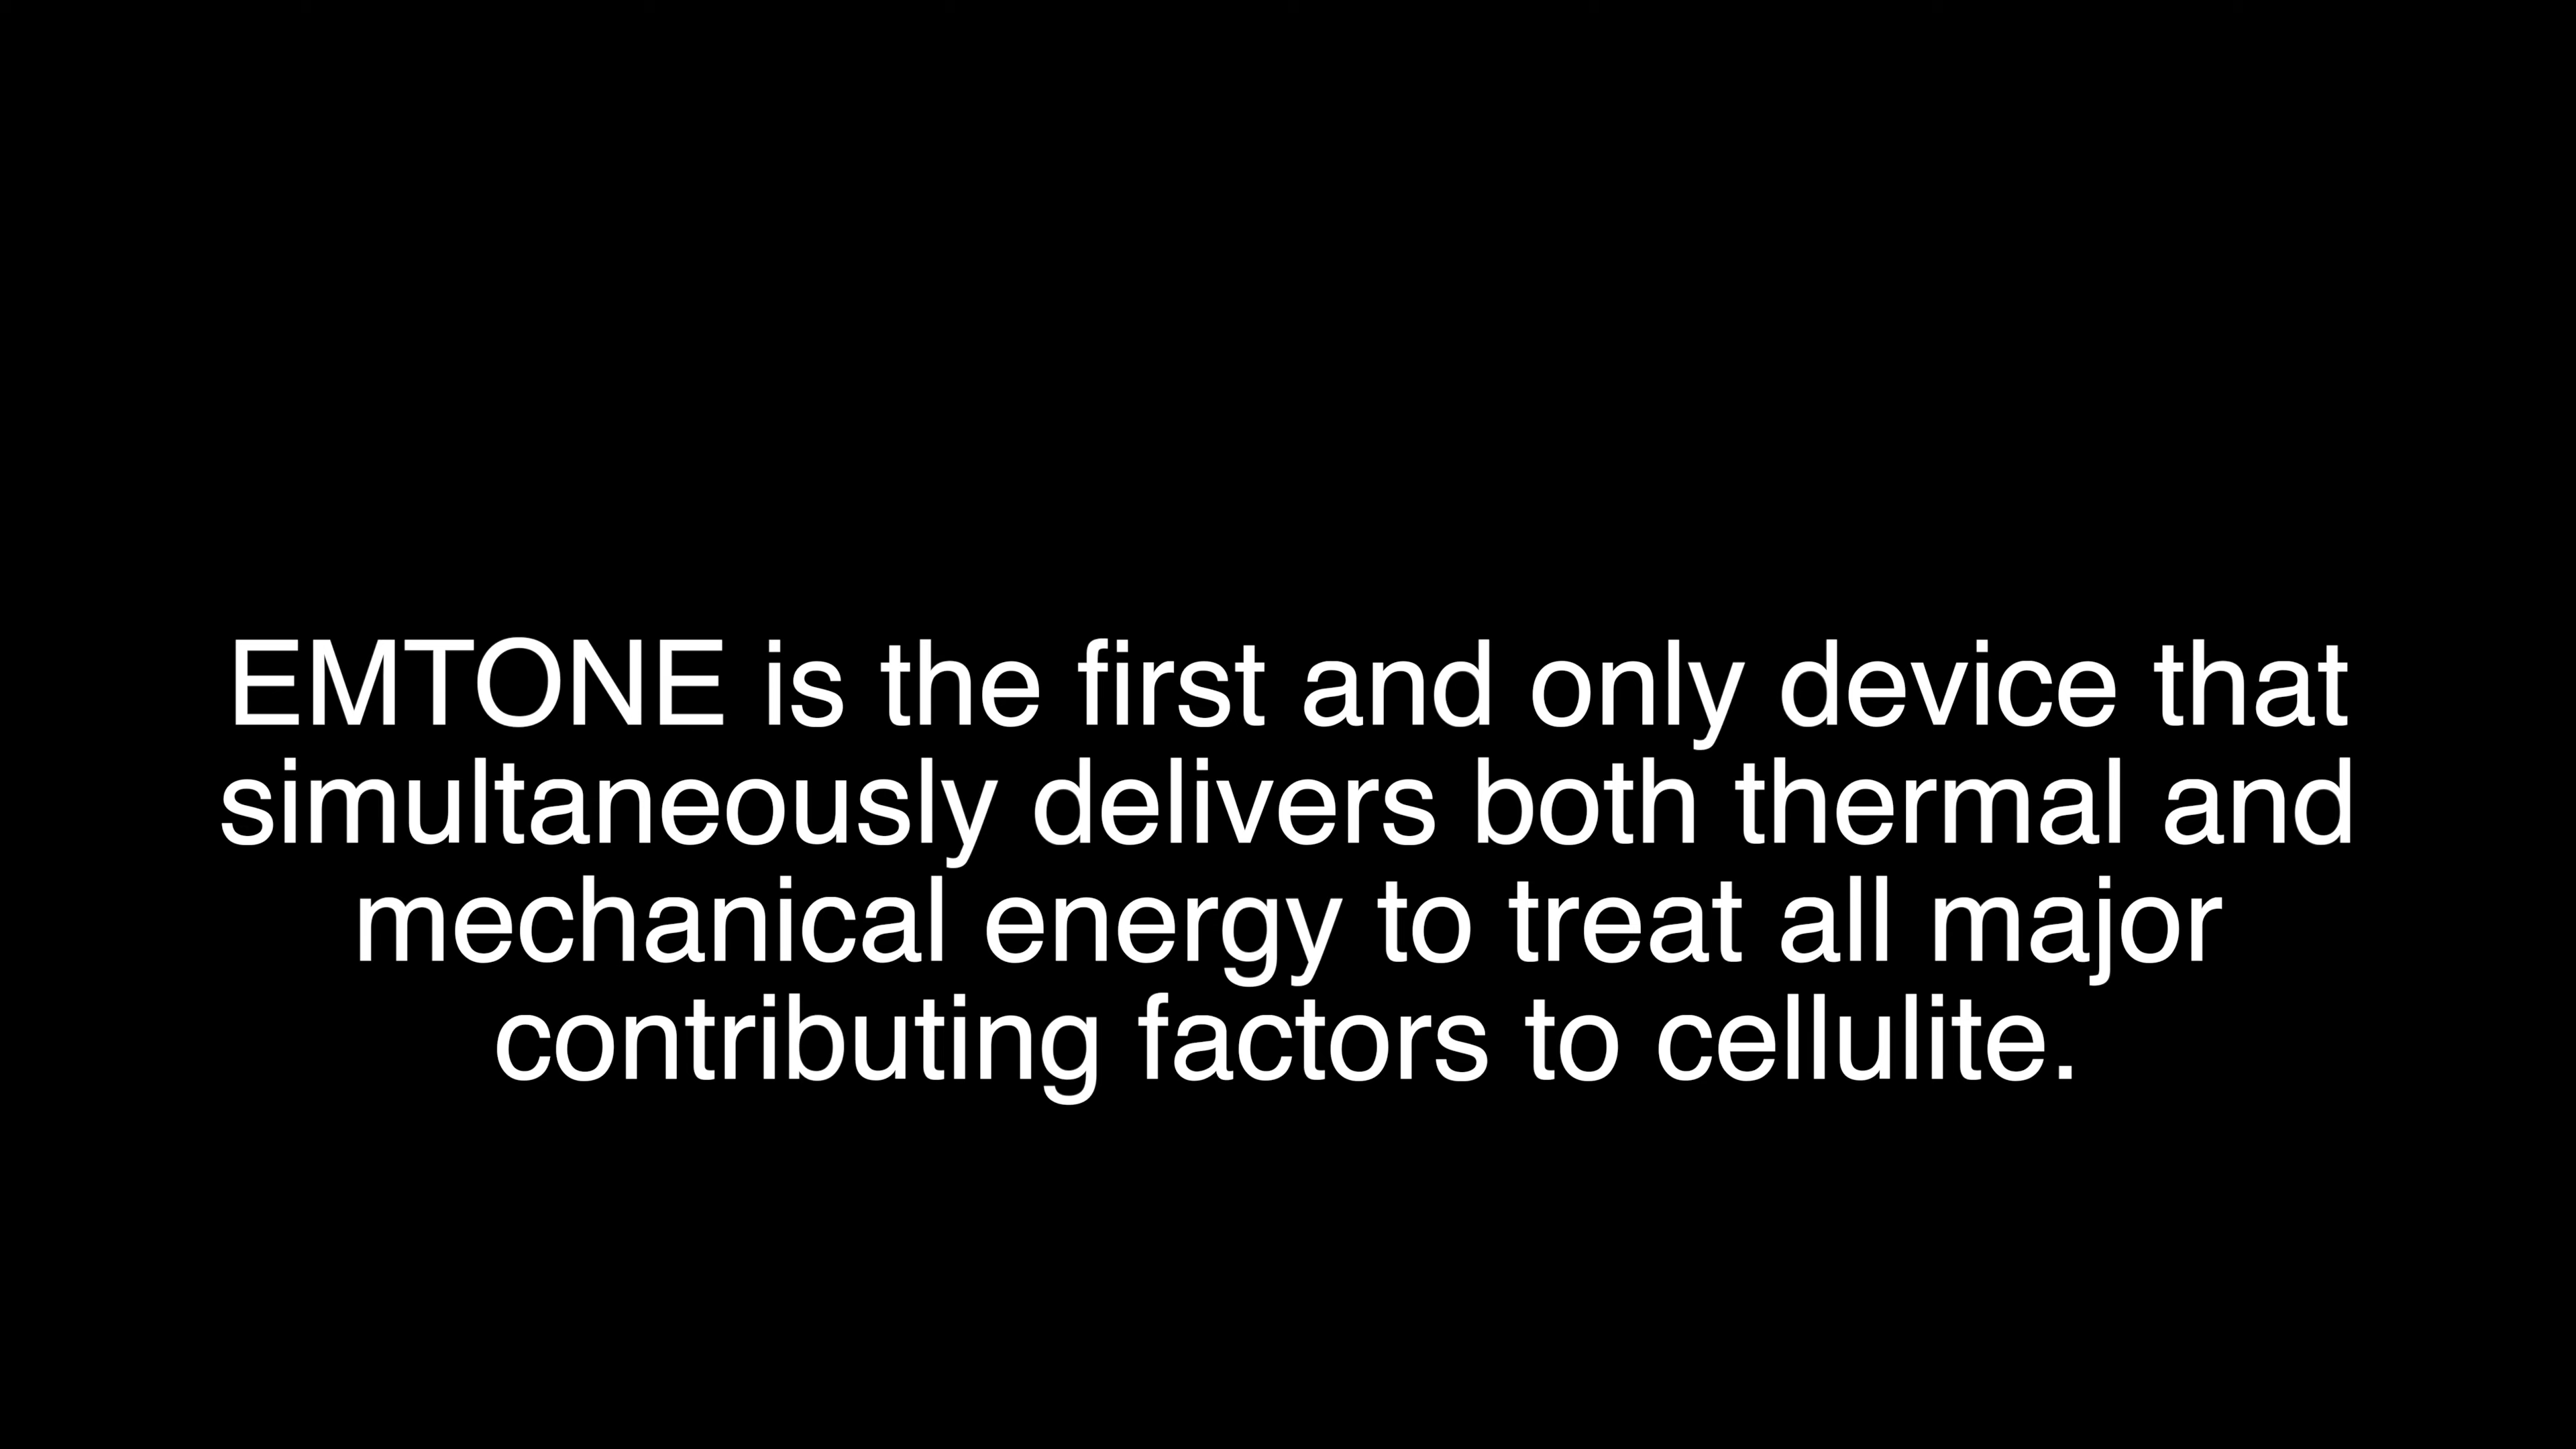 EMTONE is the first and only device that
simultaneously delivers both thermal and
mechanical energy to treat all major
contributing factors to cellulite.